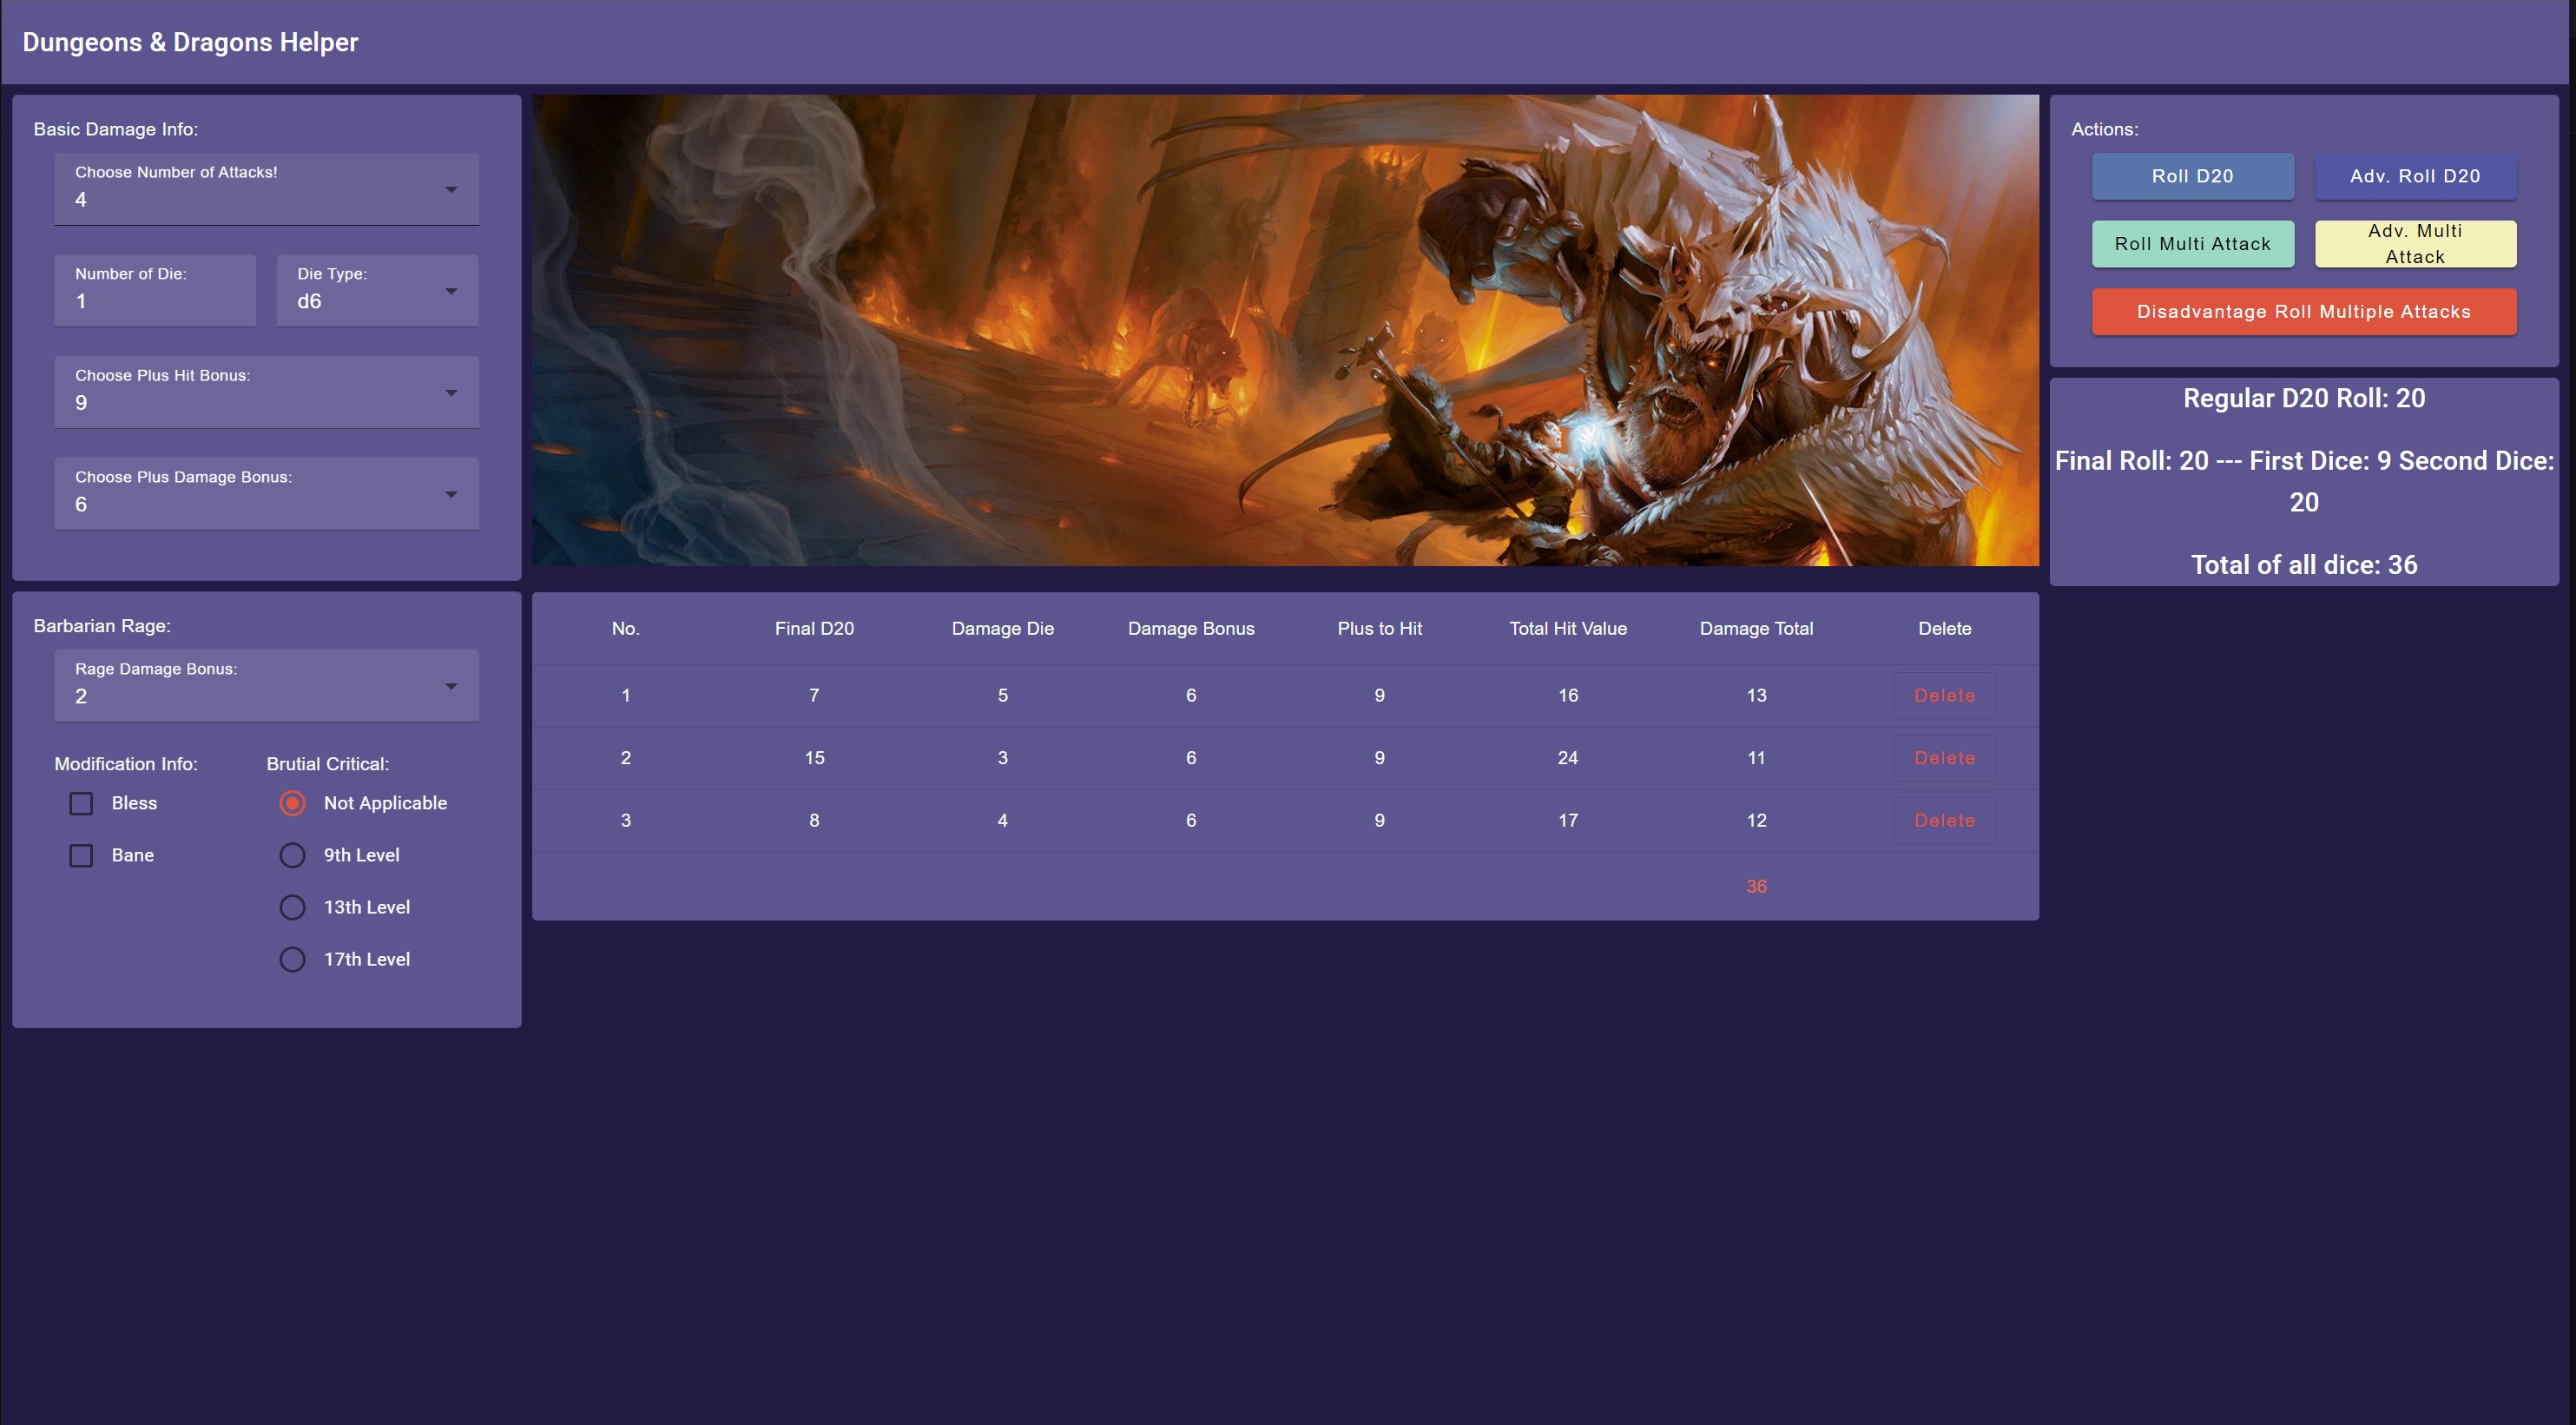 Dungeons & Dragons Helper
Basic Damage Info:
Choose Number of Attacks!
4
Number of Die:
1
Die Type:
d6
Choose Plus Hit Bonus:
9
Choose Plus Damage Bonus:
6
Barbarian Rage:
Rage Damage Bonus:
2
Modification Info:
Bless
Bane
Brutial Critical:
Not Applicable
9th Level
13th Level
17th Level
No. Final D20 Damage Die Damage Bonus Plus to Hit Total Hit Value Damage Total Delete
1 7 5 6 9 16 13 Delete
2 15 3 6 9 24 11 Delete
3 8 4 6 9 17 12 Delete
36
Actions:
Roll D20
Adv. Roll D20
Roll Multi Attack
Adv. Multi
Attack
Disadvantage Roll Multiple Attacks
Regular D20 Roll: 20
Final Roll: 20 --- First Dice: 9 Second Dice:
20
Total of all dice: 36